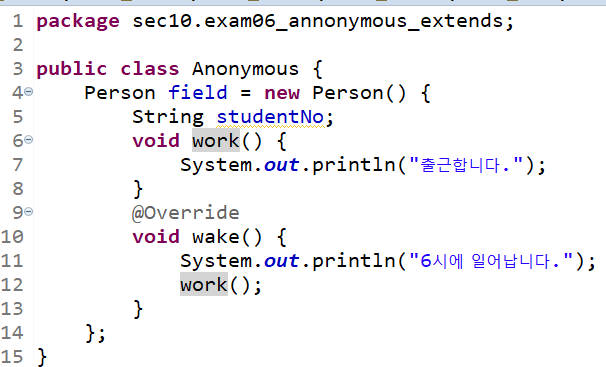 1 package sec10.exam06_annonymous_extends;
2
3 public class Anonymous {
4 Person field = new Person() {
5 String studentNo;
6 void work() {
7 System.out.println("출근합니다.");
8 }
9 @Override
10 void wake() {
11 System.out.println("6시에 일어납니다.");
12 work();
13 }
14 };
15 }